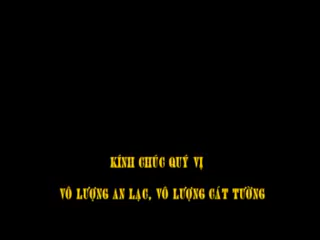 KÍNH CHÚC QUÝ VỊ
VÔ LƯỢNG AN LẠC, VÔ LƯỢNG CÁT TƯỜNG